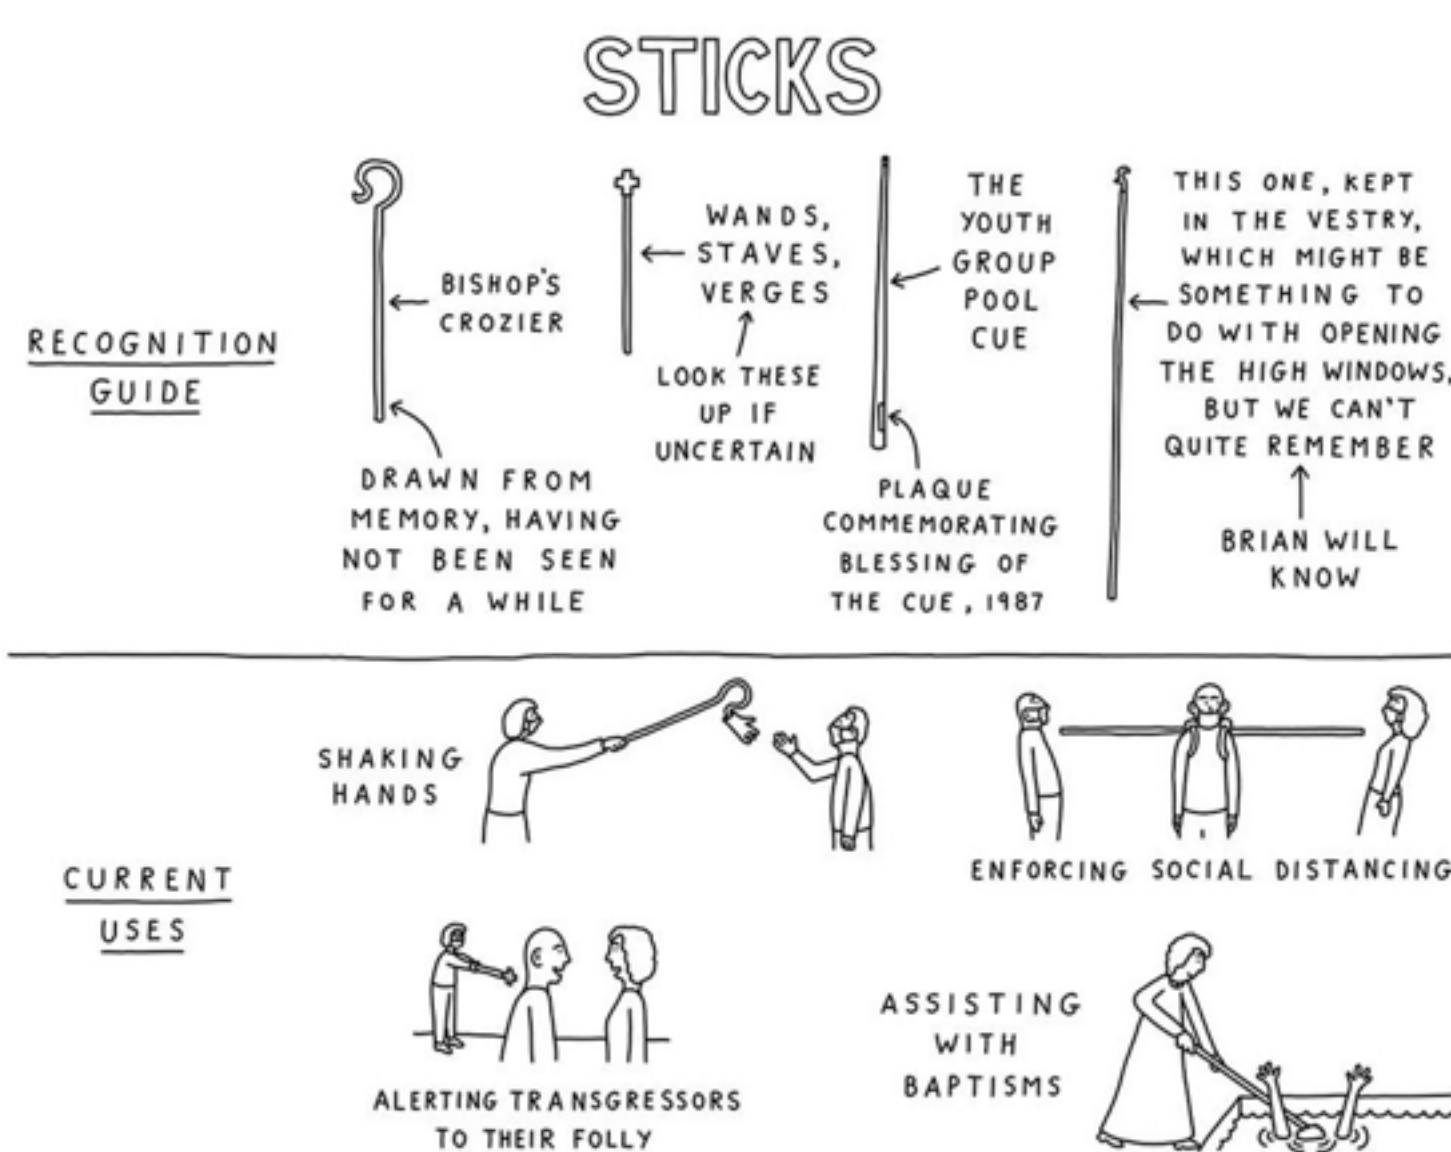 STICKS
RECOGNITION
GUIDE
BISHOP'S
CROZIER
DRAWN FROM
MEMORY, HAVING
NOT BEEN SEEN
FOR A WHILE
WANDS,
STAVES,
VERGES
LOOK THESE
UP IF
UNCERTAIN
THE
YOUTH
GROUP
POOL
CUE
PLAQUE
COMMEMORATING
BLESSING OF
THE CUE, 1987
THIS ONE, KEPT
IN THE VESTRY,
WHICH MIGHT BE
SOMETHING TO
DO WITH OPENING
THE HIGH WINDOWS,
BUT WE CAN'T
QUITE REMEMBER
BRIAN WILL
KNOW
CURRENT
USES
SHAKING
HANDS
ENFORCING SOCIAL DISTANCING
ALERTING TRANSGRESSORS
TO THEIR FOLLY
ASSISTING
WITH
BAPTISMS